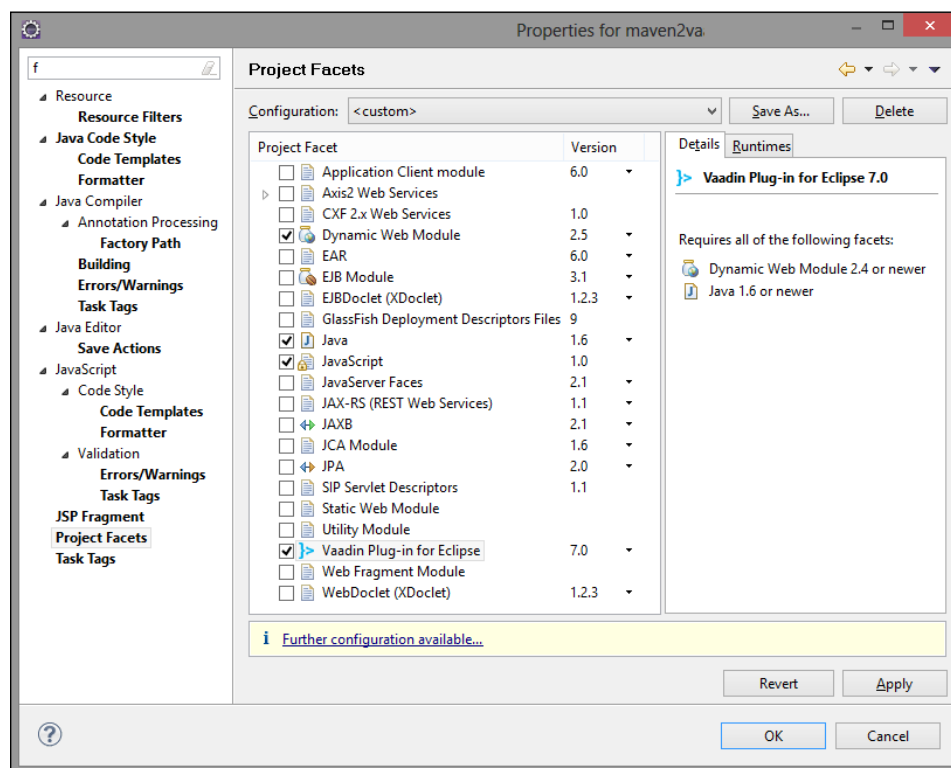 Properties for maven2va
f
Resource
Resource Filters
Java Code Style
Code Templates
Formatter
Java Compiler
Annotation Processing
Factory Path
Building
Errors/Warnings
Task Tags
Java Editor
Save Actions
JavaScript
Code Style
Code Templates
Formatter
Validation
Errors/Warnings
Task Tags
JSP Fragment
Project Facets
Task Tags
Project Facets
Configuration: <custom> Save As... Delete
Project Facet Version
Application Client module 6.0
Axis2 Web Services
CXF 2.x Web Services 1.0
Dynamic Web Module 2.5
EAR 6.0
EJB Module 3.1
EJBDoclet (XDoclet) 1.2.3
GlassFish Deployment Descriptors Files 9
Java 1.6
JavaScript 1.0
JavaServer Faces 2.1
JAX-RS (REST Web Services) 1.1
JAXB 2.1
JCA Module 1.6
JPA 2.0
SIP Servlet Descriptors 1.1
Static Web Module
Utility Module
Vaadin Plug-in for Eclipse 7.0
Web Fragment Module
WebDoclet (XDoclet) 1.2.3
Details Runtimes
Vaadin Plug-in for Eclipse 7.0
Requires all of the following facets:
Dynamic Web Module 2.4 or newer
Java 1.6 or newer
i Further configuration available...
Revert Apply
? OK Cancel